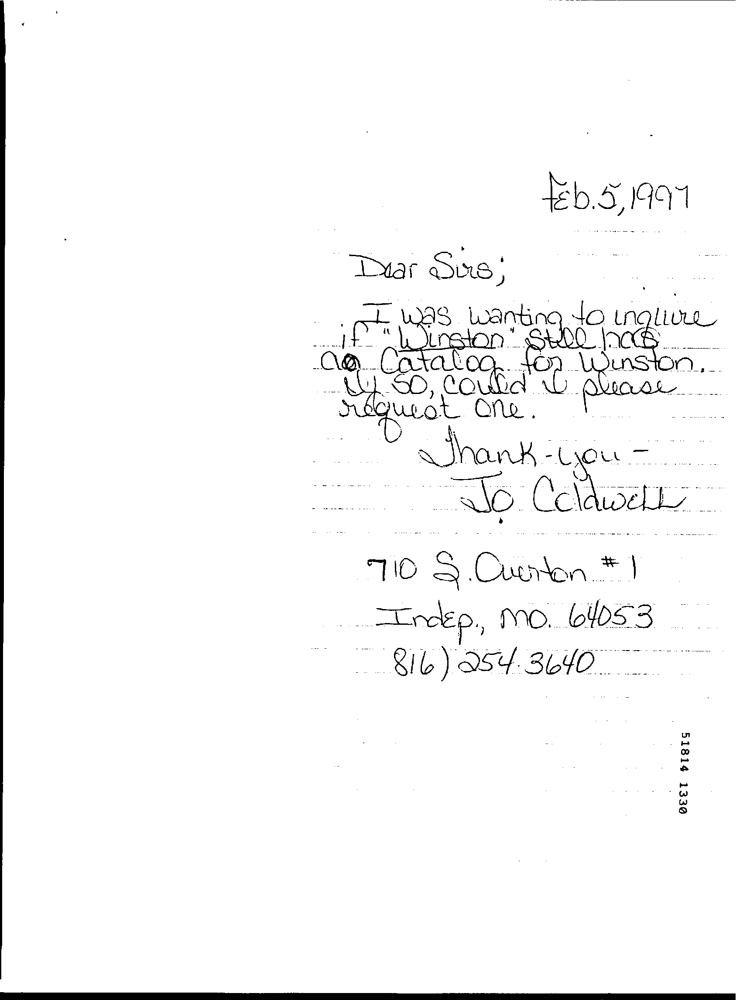 Feb. 5, 1997
Dear Sirs;
I was wanting to inquire
if "Winston" still has
a Catalog for Winston.
If so, could I please
request one.
Thank-you-
Jo Coldwell
710 S. Overton #1
Indep., MO. 64053
816) 254-3640
51814 1330